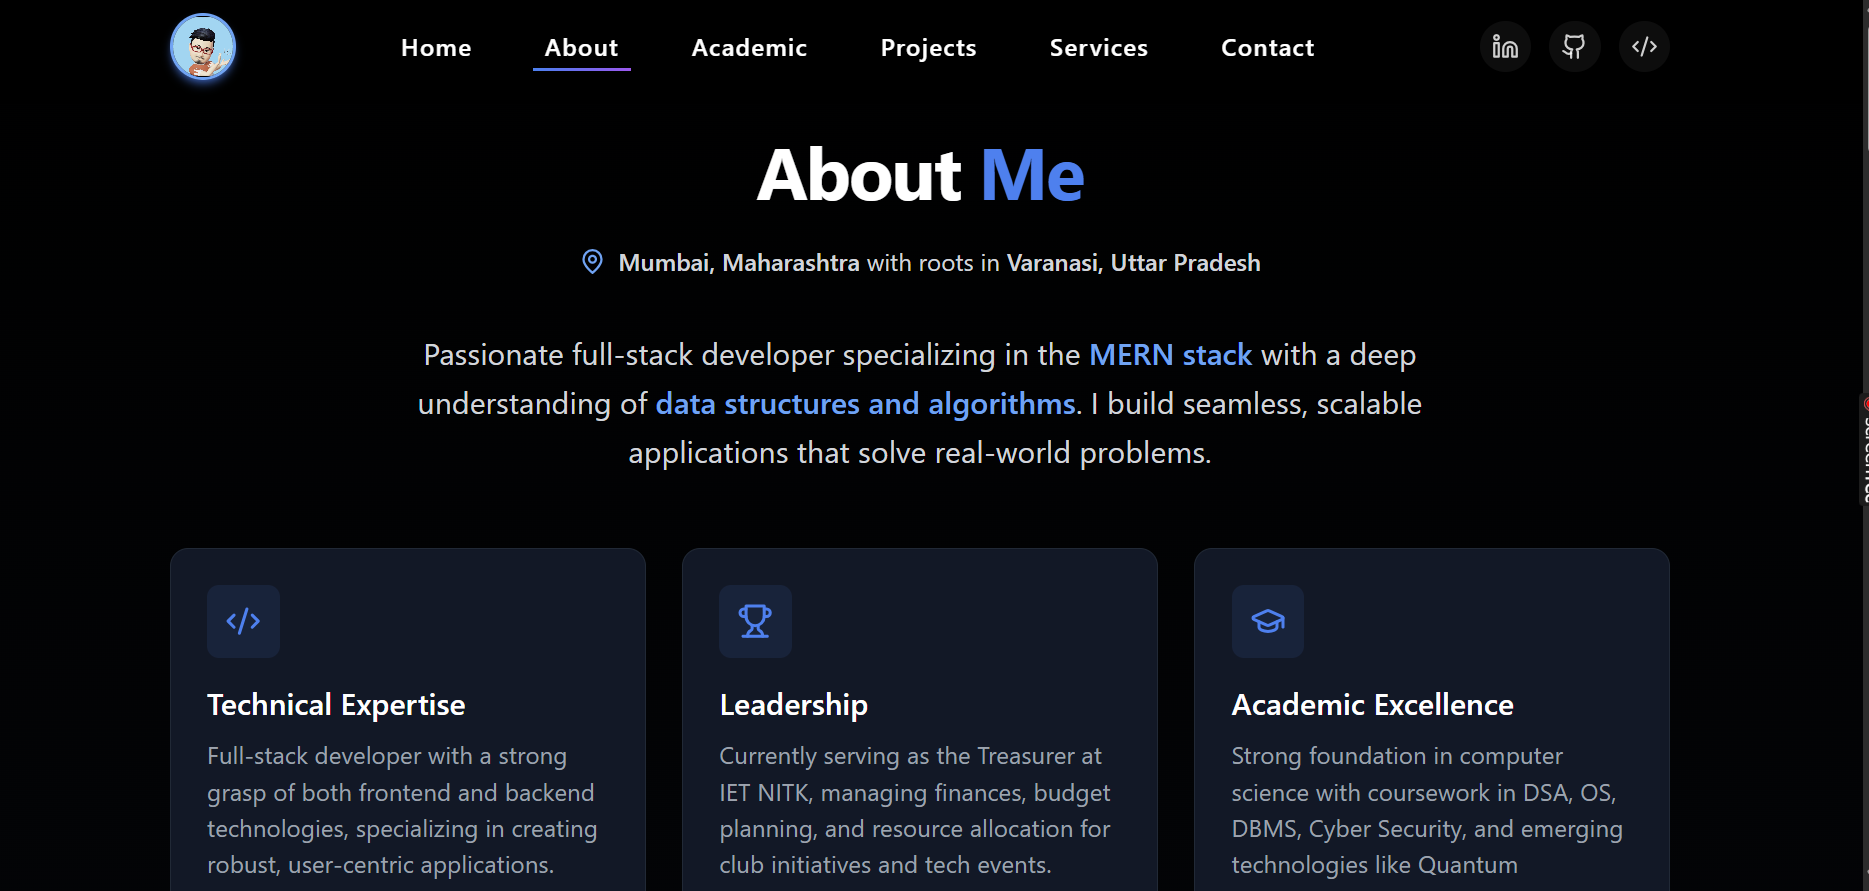 Home
About
Academic
Projects
Services
Contact
About Me
Mumbai, Maharashtra with roots in Varanasi, Uttar Pradesh
Passionate full-stack developer specializing in the MERN stack with a deep
understanding of data structures and algorithms. I build seamless, scalable
applications that solve real-world problems.
Technical Expertise
Full-stack developer with a strong
grasp of both frontend and backend
technologies, specializing in creating
robust, user-centric applications.
Leadership
Currently serving as the Treasurer at
IET NITK, managing finances, budget
planning, and resource allocation for
club initiatives and tech events.
Academic Excellence
Strong foundation in computer
science with coursework in DSA, OS,
DBMS, Cyber Security, and emerging
technologies like Quantum